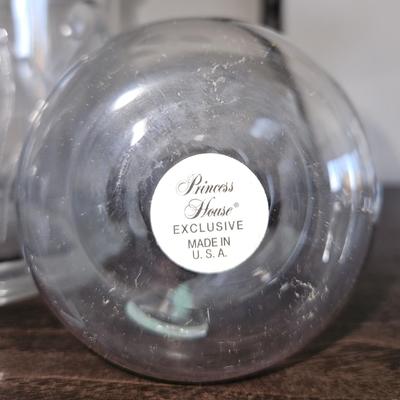 Princess
House®
EXCLUSIVE
MADE IN
U.S.A.